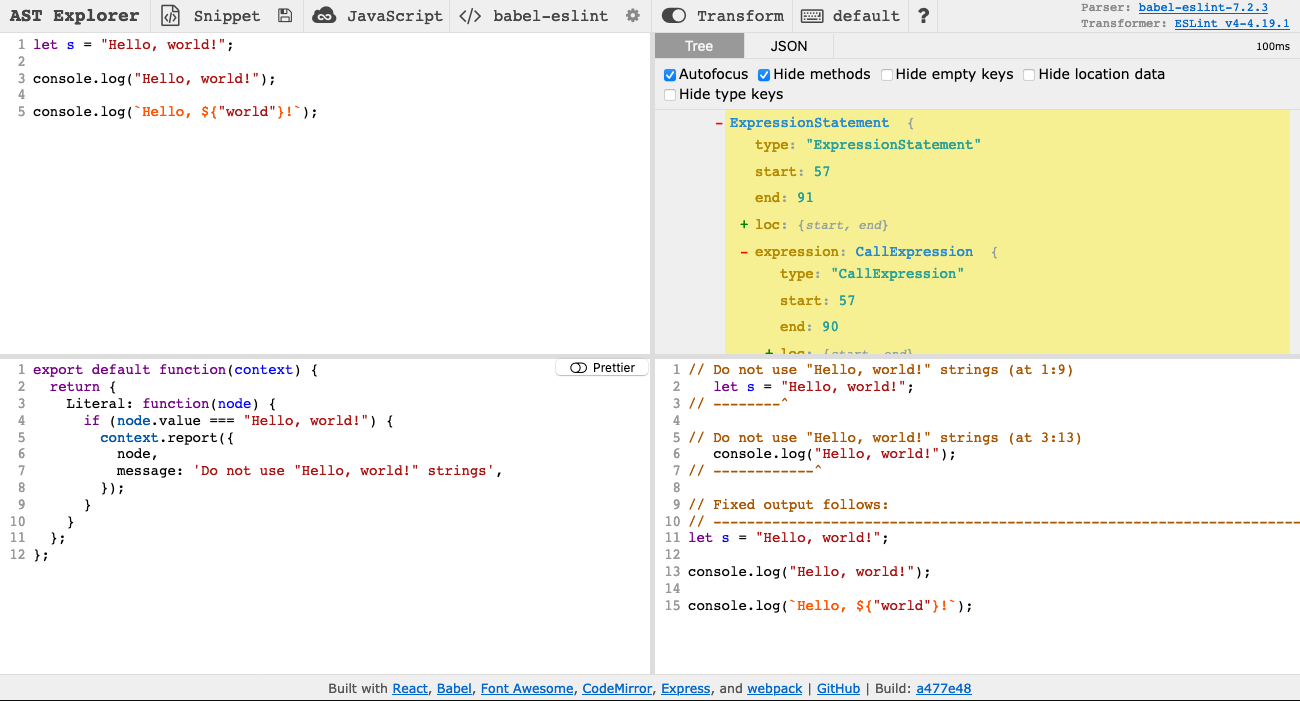 AST Explorer Snippet JavaScript </> babel-eslint Transform default ?
Parser: babel-eslint-7.2.3
Transformer: ESLint v4-4.19.1
1 let s = "Hello, world!";
2
3 console.log("Hello, world!");
4
5 console.log(`Hello, ${"world"}!`);
Tree JSON 100ms
Autofocus Hide methods Hide empty keys Hide location data
Hide type keys
- ExpressionStatement {
type: "ExpressionStatement"
start: 57
end: 91
+ loc: {start, end}
- expression: CallExpression {
type: "CallExpression"
start: 57
end: 90
+ loc: {start, end}
Prettier
1 export default function(context) {
2 return {
3 Literal: function(node) {
4 if (node.value === "Hello, world!") {
5 context.report({
6 node,
7 message: 'Do not use "Hello, world!" strings',
8 });
9 }
10 }
11 };
12 };
1 // Do not use "Hello, world!" strings (at 1:9)
2 let s = "Hello, world!";
3 // --------^
4
5 // Do not use "Hello, world!" strings (at 3:13)
6 console.log("Hello, world!");
7 // ------------^
8
9 // Fixed output follows:
10 // ----------------------------------------------------------------------
11 let s = "Hello, world!";
12
13 console.log("Hello, world!");
14
15 console.log(`Hello, ${"world"}!`);
Built with React, Babel, Font Awesome, CodeMirror, Express, and webpack | GitHub | Build: a477e48